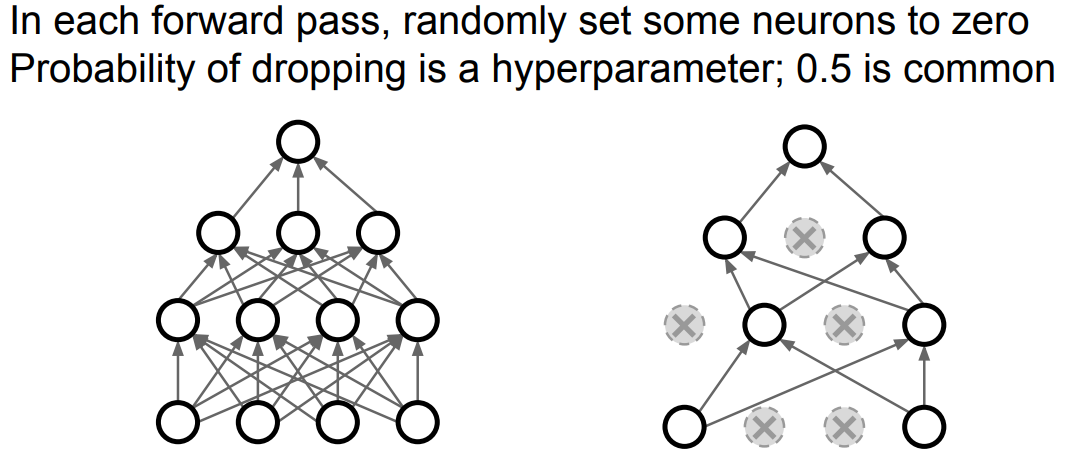 In each forward pass, randomly set some neurons to zero
Probability of dropping is a hyperparameter; 0.5 is common